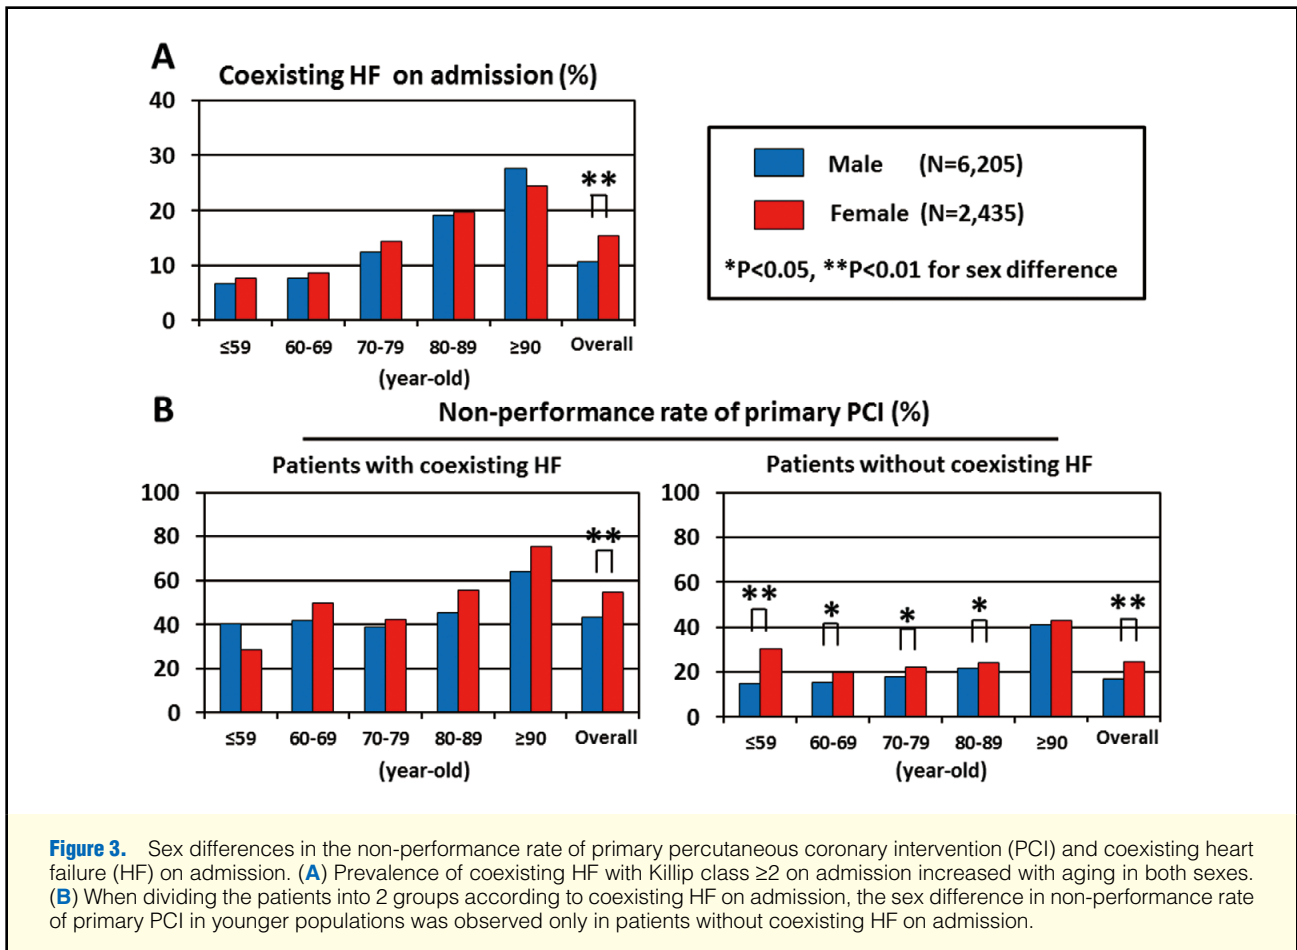 A
Coexisting HF on admission (%)
40
30
20
10
0
**
≤59 60-69 70-79 80-89 ≥90 Overall
(year-old)
Male (N=6,205)
Female (N=2,435)
*P<0.05, **P<0.01 for sex difference
B
Non-performance rate of primary PCI (%)
Patients with coexisting HF
100
80
60
40
20
0
**
≤59 60-69 70-79 80-89 ≥90 Overall
(year-old)
Patients without coexisting HF
100
80
60
40
20
0
** * * * **
≤59 60-69 70-79 80-89 ≥90 Overall
(year-old)
Figure 3. Sex differences in the non-performance rate of primary percutaneous coronary intervention (PCI) and coexisting heart
failure (HF) on admission. (A) Prevalence of coexisting HF with Killip class ≥2 on admission increased with aging in both sexes.
(B) When dividing the patients into 2 groups according to coexisting HF on admission, the sex difference in non-performance rate
of primary PCI in younger populations was observed only in patients without coexisting HF on admission.